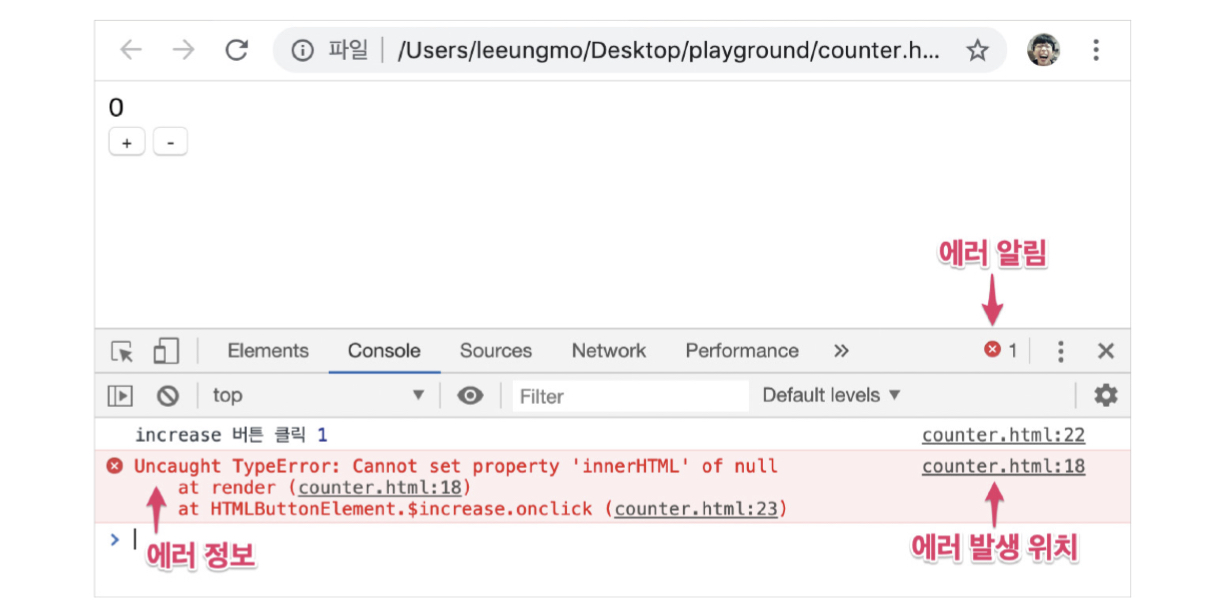 파일 /Users/leeungmo/Desktop/playground/counter.h...
0
+ -
에러 알림
Elements Console Sources Network Performance » 1
top Filter Default levels
increase 버튼 클릭 1 counter.html:22
Uncaught TypeError: Cannot set property 'innerHTML' of null counter.html:18
at render (counter.html:18)
at HTMLButtonElement.$increase.onclick (counter.html:23)
>
에러 정보 에러 발생 위치